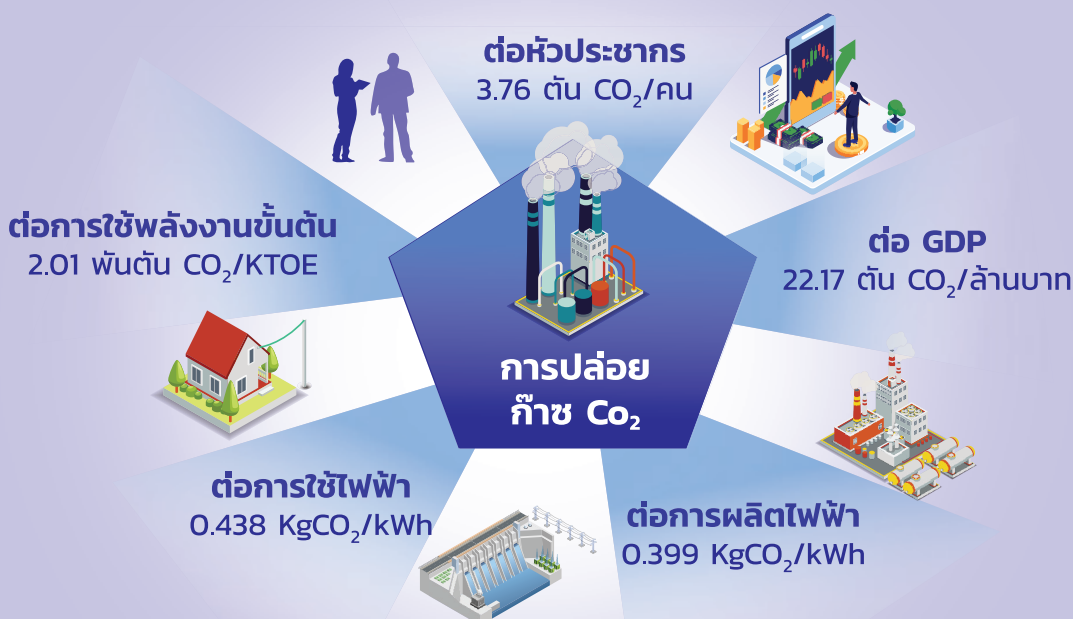 ต่อหัวประชากร
3.76 ตัน CO₂/คน
ต่อการใช้พลังงานขั้นต้น
2.01 พันตัน CO₂/KTOE
ต่อ GDP
22.17 ตัน CO₂/ล้านบาท
การปล่อย
ก๊าซ Co₂
ต่อการใช้ไฟฟ้า
0.438 KgCO₂/kWh
ต่อการผลิตไฟฟ้า
0.399 KgCO₂/kWh